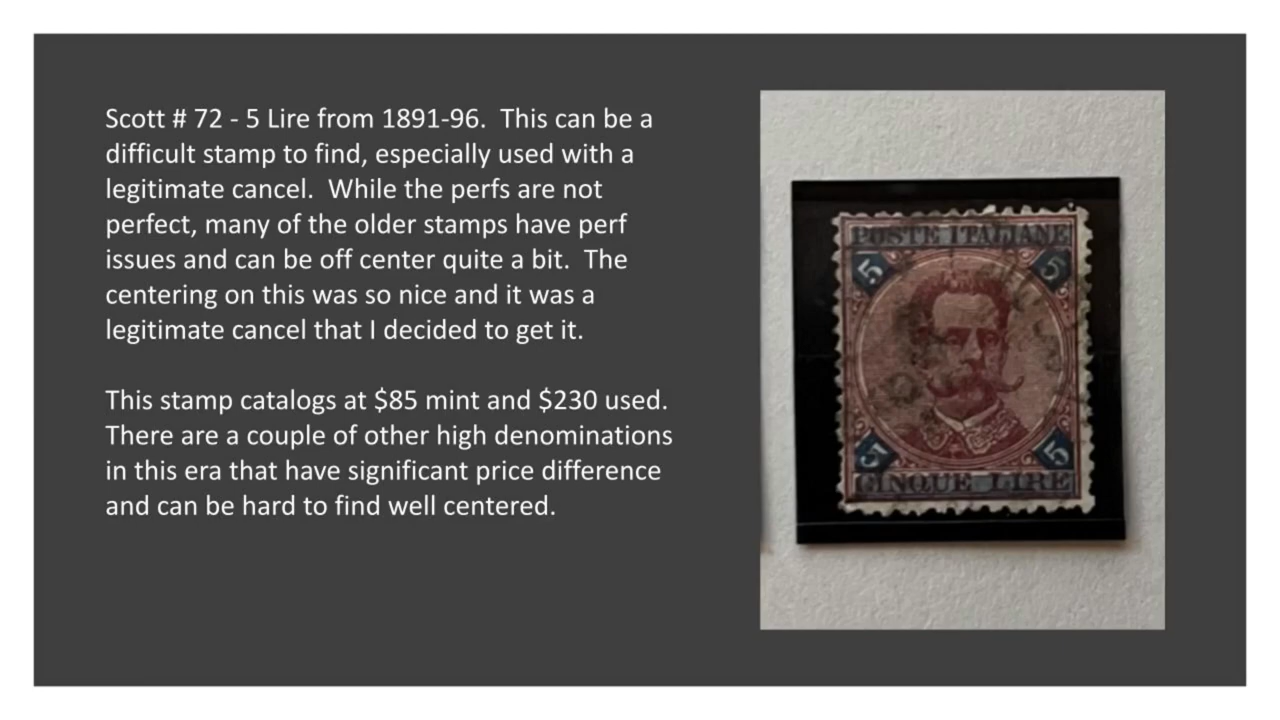 Scott # 72 - 5 Lire from 1891-96.  This can be a
difficult stamp to find, especially used with a
legitimate cancel.  While the perfs are not
perfect, many of the older stamps have perf
issues and can be off center quite a bit.  The
centering on this was so nice and it was a
legitimate cancel that I decided to get it.

This stamp catalogs at $85 mint and $230 used.
There are a couple of other high denominations
in this era that have significant price difference
and can be hard to find well centered.

POSTE ITALIANE
5 5
5 5
CINQUE LIRE